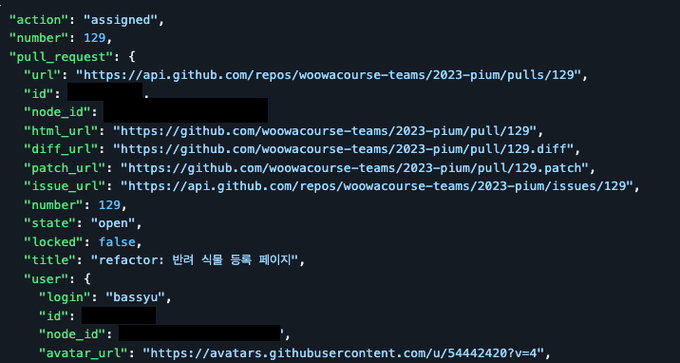 "action": "assigned",
"number": 129,
"pull_request": {
"url": "https://api.github.com/repos/woowacourse-teams/2023-pium/pulls/129",
"id": ,
"node_id":
"html_url": "https://github.com/woowacourse-teams/2023-pium/pull/129",
"diff_url": "https://github.com/woowacourse-teams/2023-pium/pull/129.diff",
"patch_url": "https://github.com/woowacourse-teams/2023-pium/pull/129.patch",
"issue_url": "https://api.github.com/repos/woowacourse-teams/2023-pium/issues/129",
"number": 129,
"state": "open",
"locked": false,
"title": "refactor: 반려 식물 등록 페이지",
"user": {
"login": "bassyu",
"id":
"node_id": ,
"avatar_url": "https://avatars.githubusercontent.com/u/54442420?v=4",